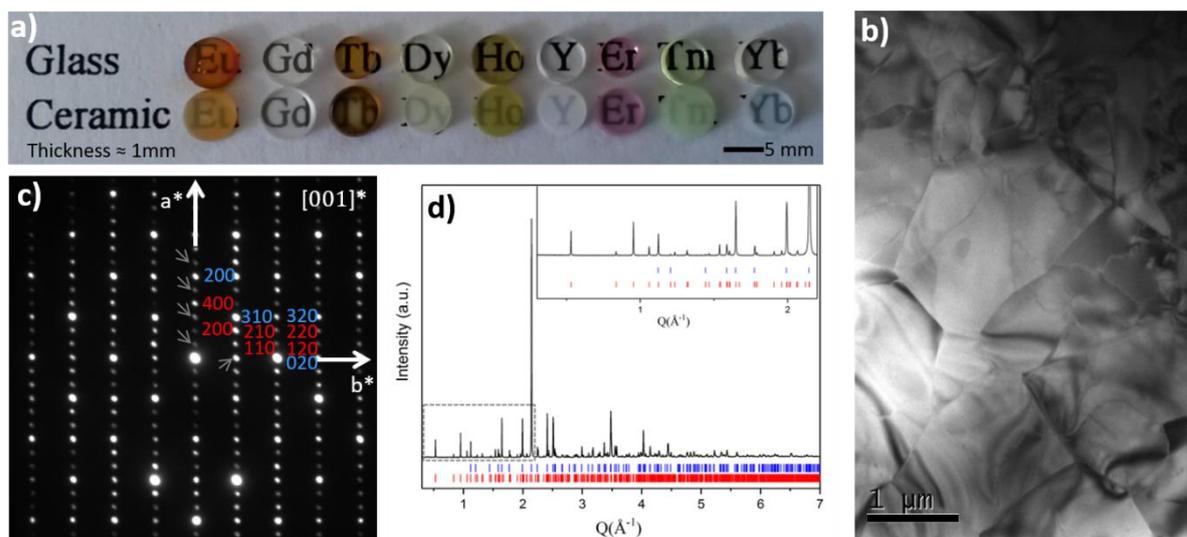 a)
Glass Eu Gd Tb Dy Ho Y Er Tm Yb
Ceramic Eu Gd Tb Dy Ho Y Er Tm Yb
Thickness ≈ 1mm
5 mm
b)
1 µm
c)
a*
[001]*
200
400
200
310
210
110
320
220
120
020
b*
d)
Intensity (a.u.)
1 2
Q(Å⁻¹)
1 2 3 4 5 6 7
Q(Å⁻¹)